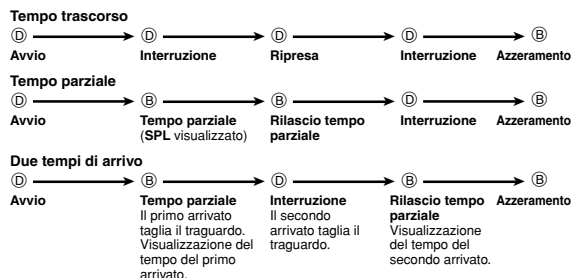 Tempo trascorso
Ⓓ Ⓓ Ⓓ Ⓓ Ⓑ
Avvio Interruzione Ripresa Interruzione Azzeramento
Tempo parziale
Ⓓ Ⓑ Ⓑ Ⓓ Ⓑ
Avvio Tempo parziale Rilascio tempo Interruzione Azzeramento
(SPL visualizzato) parziale
Due tempi di arrivo
Ⓓ Ⓑ Ⓓ Ⓑ Ⓑ
Avvio Tempo parziale Interruzione Rilascio tempo Azzeramento
Il primo arrivato Il secondo parziale
taglia il traguardo. arrivato taglia il Visualizzazione
Visualizzazione del traguardo. del tempo del
tempo del primo secondo arrivato.
arrivato.